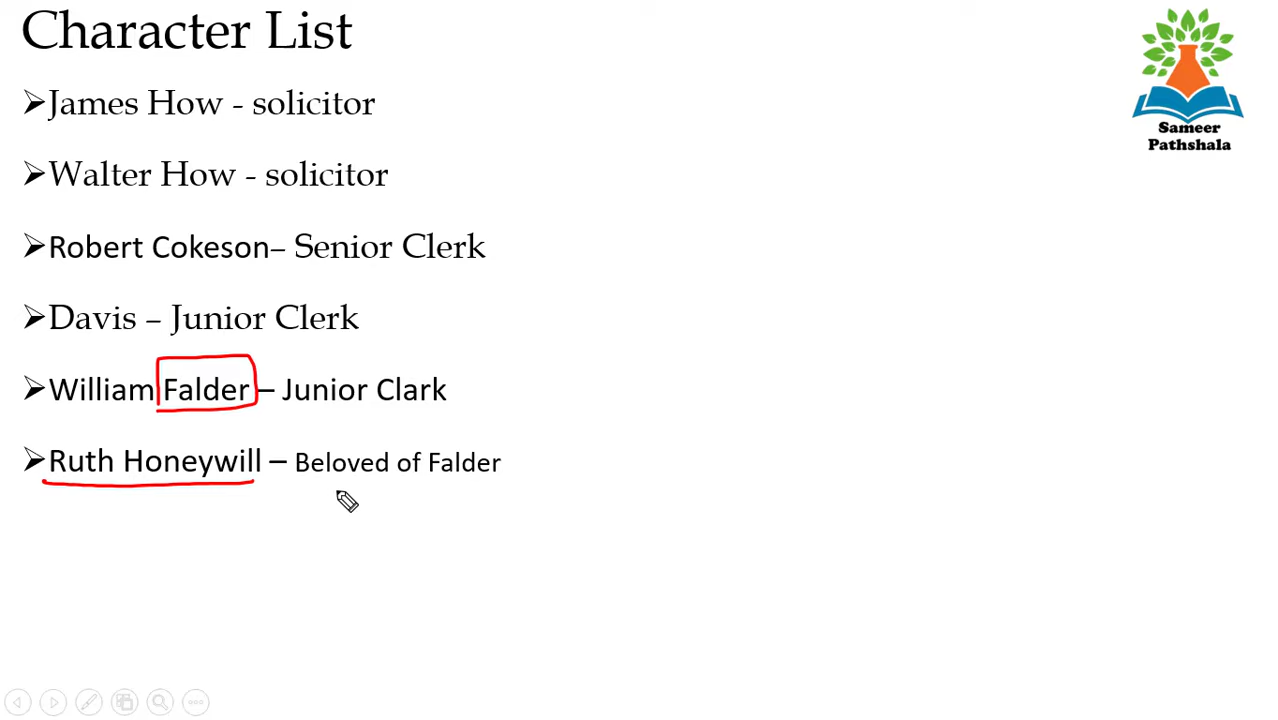 Character List
➢James How - solicitor
➢Walter How - solicitor
➢Robert Cokeson– Senior Clerk
➢Davis – Junior Clerk
➢William Falder – Junior Clark
➢Ruth Honeywill – Beloved of Falder
Sameer
Pathshala